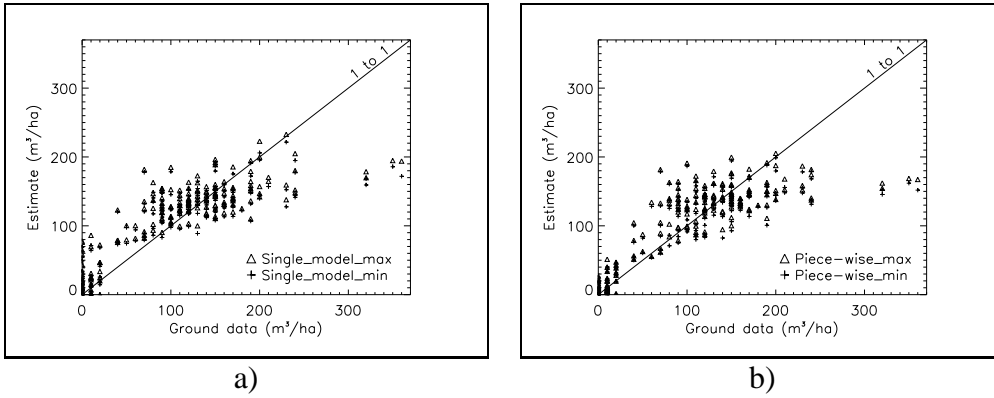 300
200
100
0
Estimate (m³/ha)
1 to 1
△ Single_model_max
+ Single_model_min
0 100 200 300
Ground data (m³/ha)
a)
300
200
100
0
Estimate (m³/ha)
1 to 1
△ Piece-wise_max
+ Piece-wise_min
0 100 200 300
Ground data (m³/ha)
b)